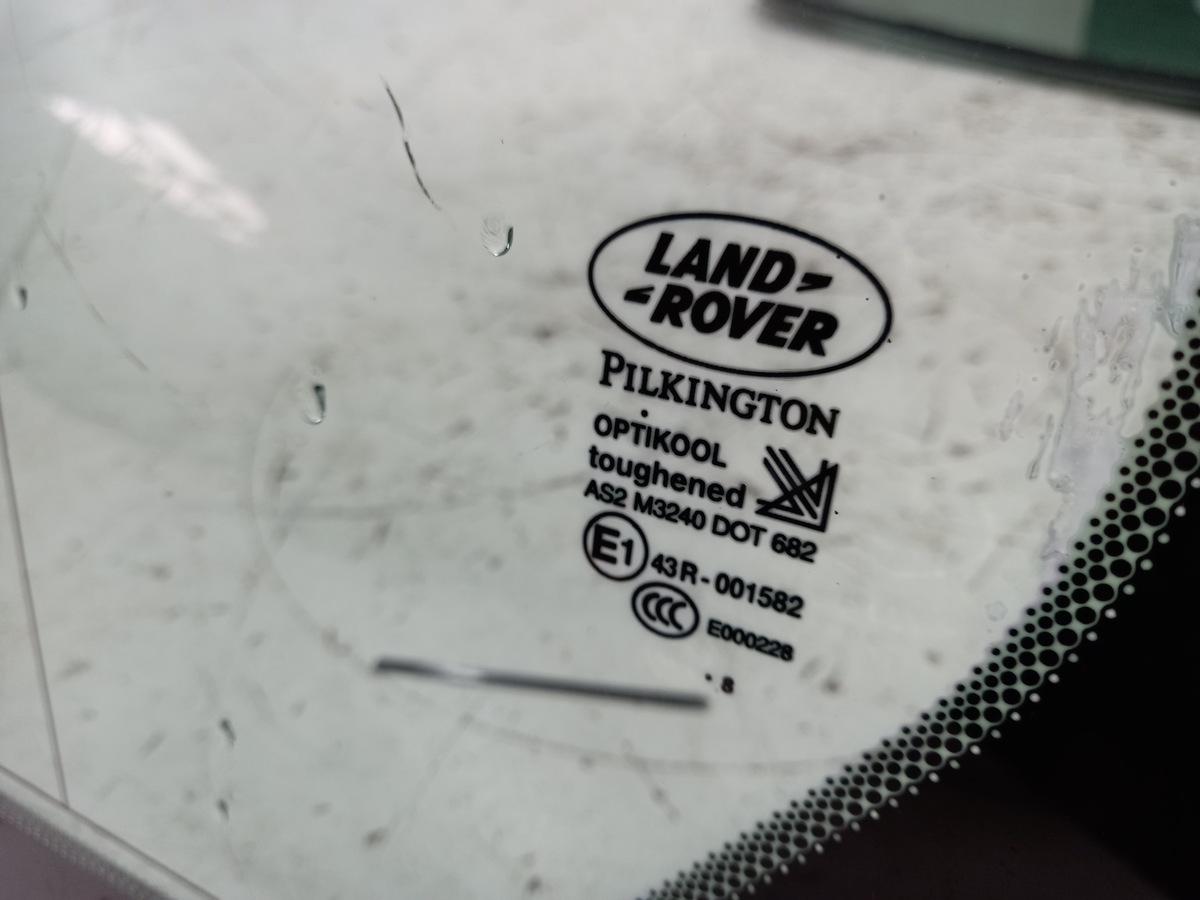 LAND
ROVER
PILKINGTON
OPTIKOOL
toughened
AS2 M3240 DOT 682
E1 43R-001582
CCC E000228
. 8